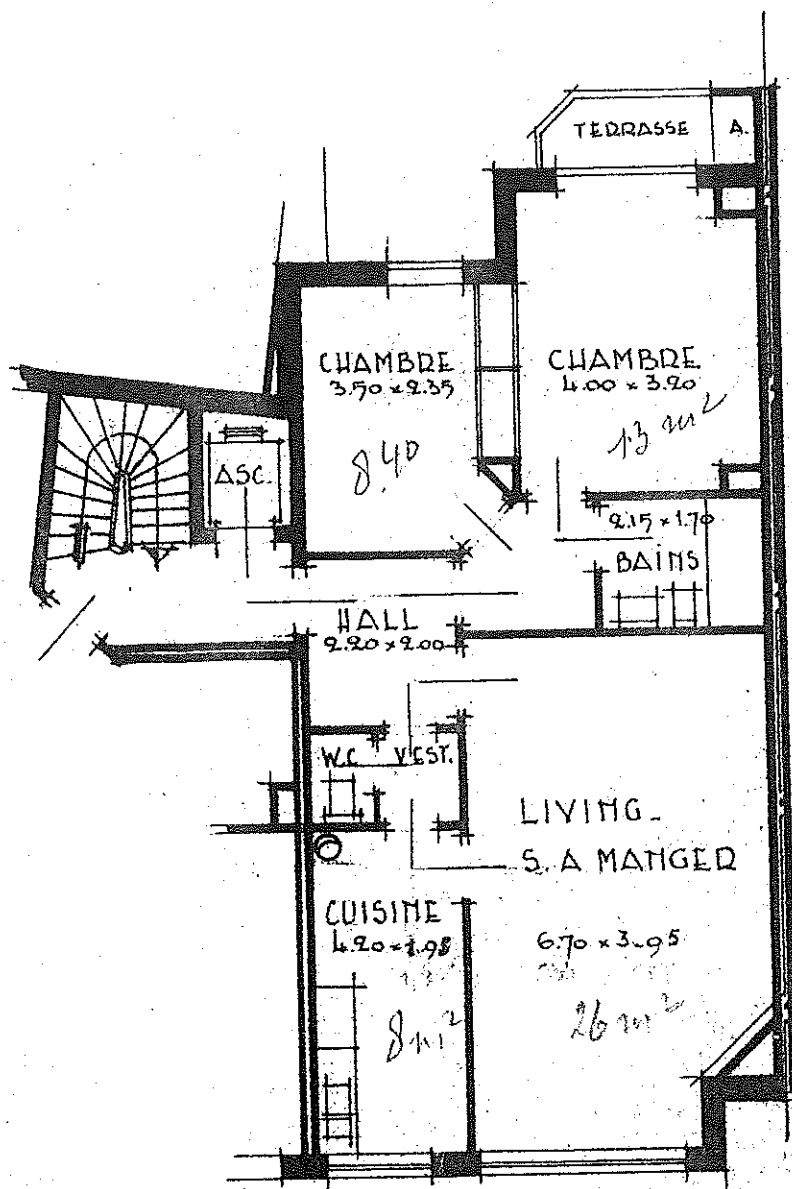 TERRASSE A.
CHAMBRE
3.50 x 2.35
8.40
CHAMBRE
4.00 x 3.20
13 m²
ASC.
2.15 x 1.70
BAINS
HALL
2.20 x 2.00
W.C VEST.
LIVING_
S. A MANGER
6.70 x 3.95
26 m²
CUISINE
4.20 x 1.98
8 m²